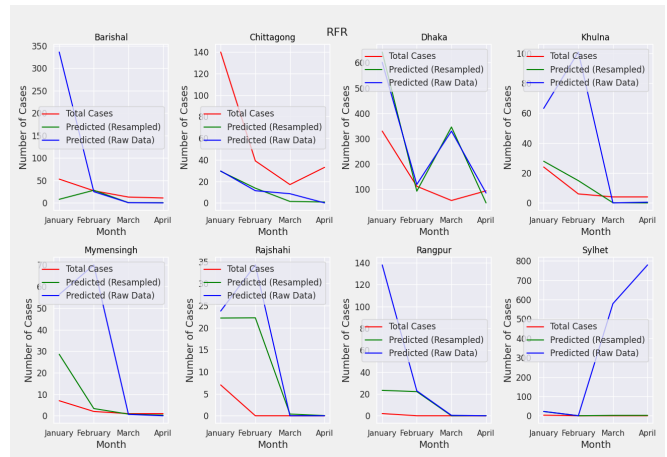 RFR
Barishal
Chittagong
Dhaka
Khulna
Number of Cases
350
300
250
200
150
100
50
0
Total Cases
Predicted (Resampled)
Predicted (Raw Data)
January February March April
Month
Number of Cases
140
120
100
80
60
40
20
0
Total Cases
Predicted (Resampled)
Predicted (Raw Data)
January February March April
Month
Number of Cases
600
500
400
300
200
100
Total Cases
Predicted (Resampled)
Predicted (Raw Data)
January February March April
Month
Number of Cases
100
80
60
40
20
0
Total Cases
Predicted (Resampled)
Predicted (Raw Data)
January February March April
Month
Mymensingh
Rajshahi
Rangpur
Sylhet
Number of Cases
70
60
50
40
30
20
10
0
Total Cases
Predicted (Resampled)
Predicted (Raw Data)
January February March April
Month
Number of Cases
35
30
25
20
15
10
5
0
Total Cases
Predicted (Resampled)
Predicted (Raw Data)
January February March April
Month
Number of Cases
140
120
100
80
60
40
20
0
Total Cases
Predicted (Resampled)
Predicted (Raw Data)
January February March April
Month
Number of Cases
800
700
600
500
400
300
200
100
0
Total Cases
Predicted (Resampled)
Predicted (Raw Data)
January February March April
Month